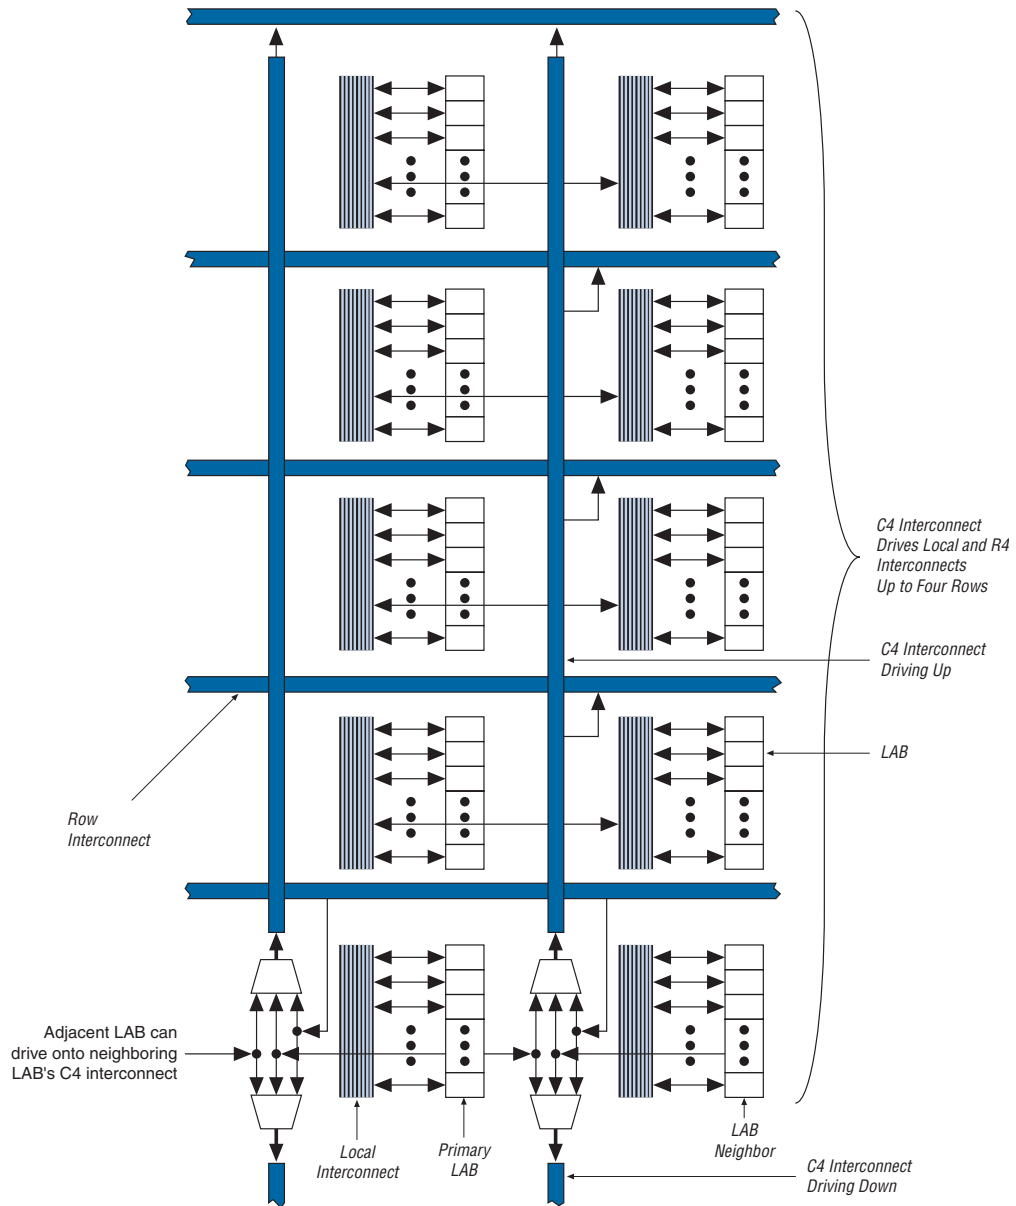 C4 Interconnect
Drives Local and R4
Interconnects
Up to Four Rows
C4 Interconnect
Driving Up
LAB
Row
Interconnect
Adjacent LAB can
drive onto neighboring
LAB's C4 interconnect
Local
Interconnect
Primary
LAB
LAB
Neighbor
C4 Interconnect
Driving Down